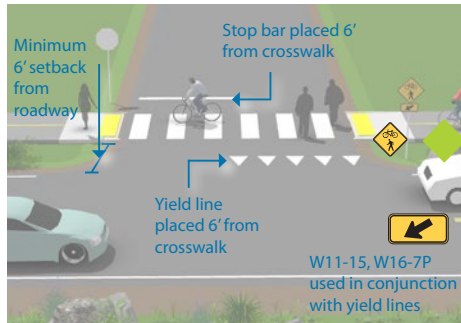 Minimum
6' setback
from
roadway
Stop bar placed 6'
from crosswalk
Yield line
placed 6' from
crosswalk
W11-15, W16-7P
used in conjunction
with yield lines